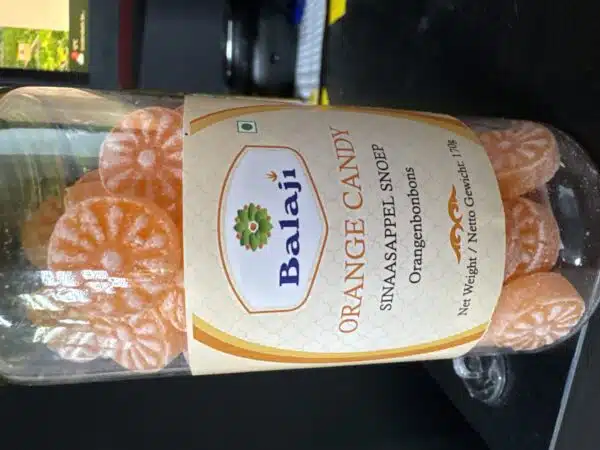 Balaji
ORANGE CANDY
SINAASAPPEL SNOEP
Orangenbonbons
Net Weight / Netto Gewicht: 170g